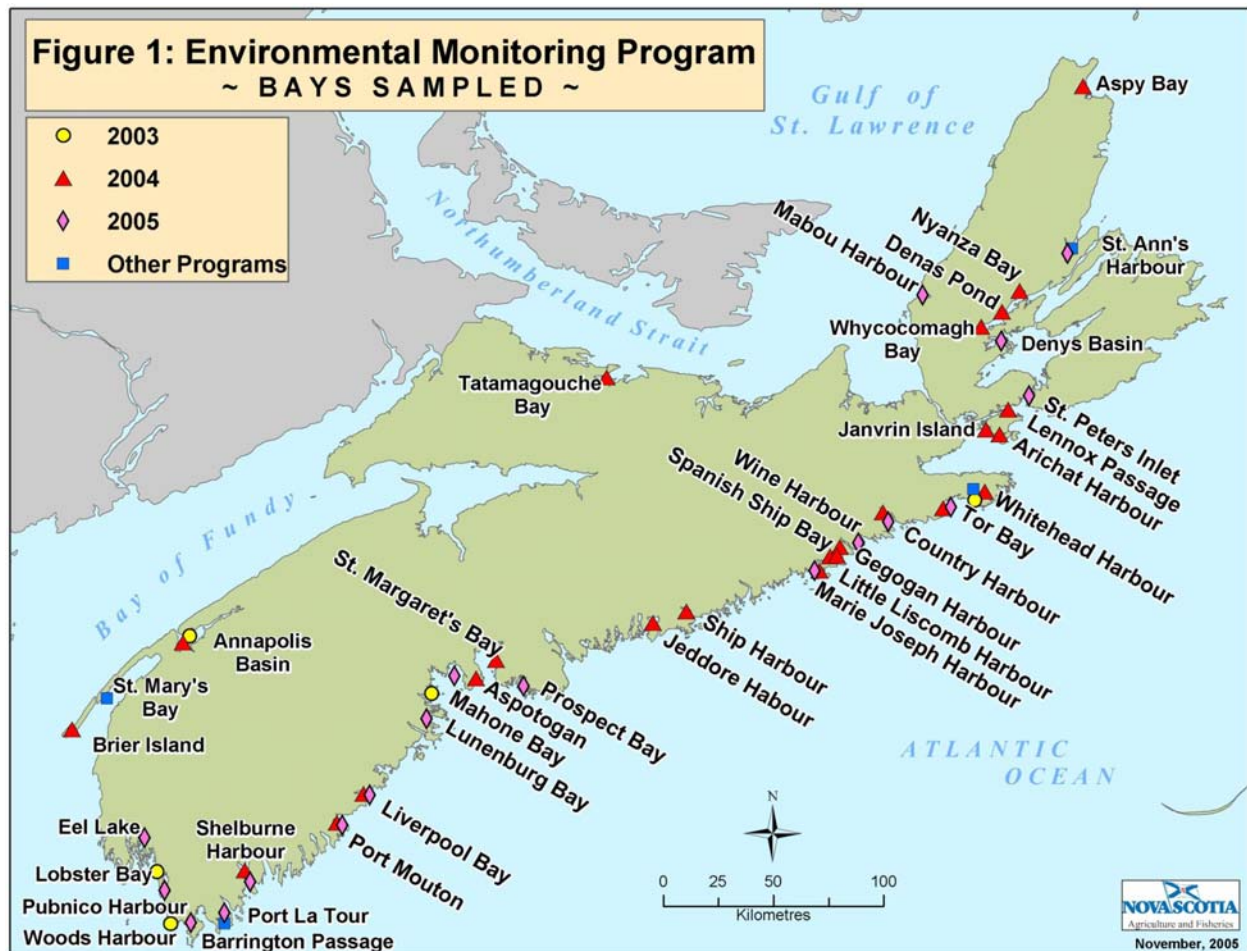 Figure 1: Environmental Monitoring Program
~ BAYS SAMPLED ~
2003
2004
2005
Other Programs
Gulf of
St. Lawrence
Aspy Bay
Northumberland Strait
Mabou Harbour
Nyanza Bay
Denas Pond
St. Ann's
Harbour
Whycocomagh
Bay
Denys Basin
Tatamagouche
Bay
Janvrin Island
St. Peters Inlet
Lennox Passage
Arichat Harbour
Wine Harbour
Spanish Ship Bay
Whitehead Harbour
Tor Bay
Country Harbour
Gegogan Harbour
Little Liscomb Harbour
Marie Joseph Harbour
Bay of Fundy
St. Margaret's Bay
Ship Harbour
Jeddore Habour
Annapolis
Basin
St. Mary's
Bay
Brier Island
Prospect Bay
Aspotogan
Mahone Bay
Lunenburg Bay
ATLANTIC
OCEAN
Liverpool Bay
Port Mouton
Eel Lake
Shelburne
Harbour
Lobster Bay
Pubnico Harbour
Woods Harbour
Port La Tour
Barrington Passage
N
0 25 50 100
Kilometres
NOVA SCOTIA
Agriculture and Fisheries
November, 2005